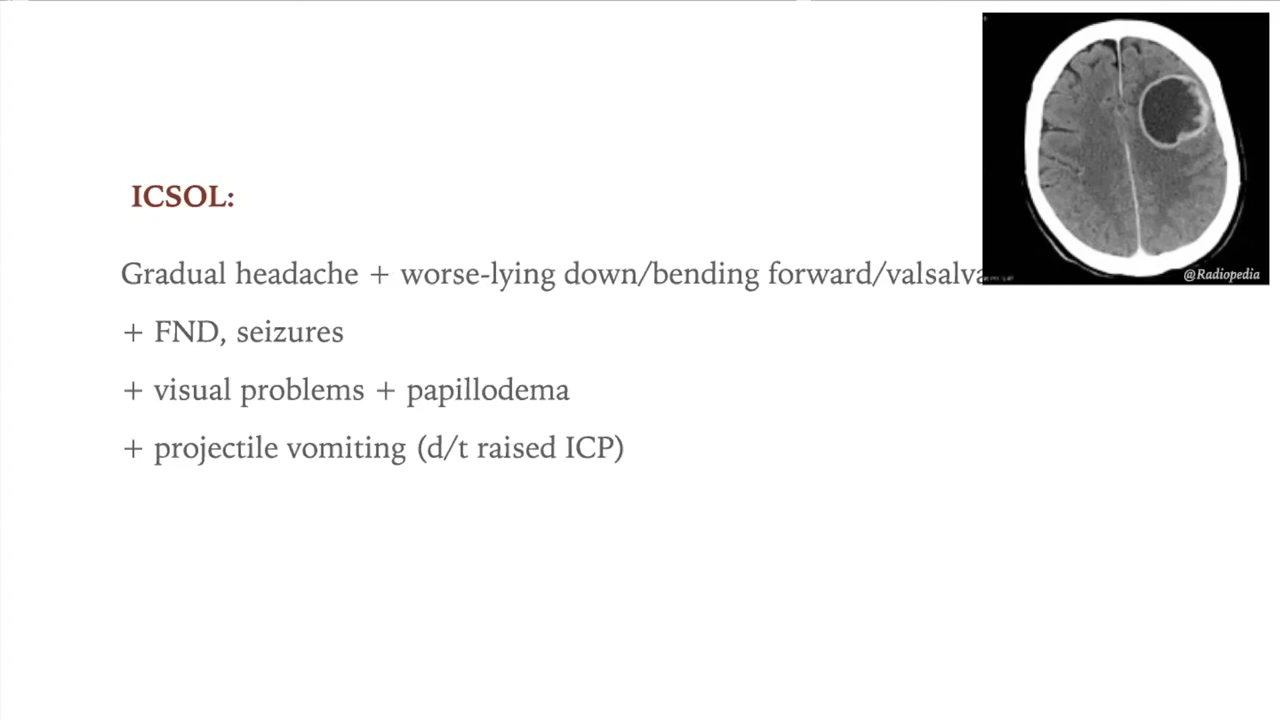 ICSOL:
Gradual headache + worse-lying down/bending forward/valsalva
+ FND, seizures
+ visual problems + papillodema
+ projectile vomiting (d/t raised ICP)
@Radiopedia